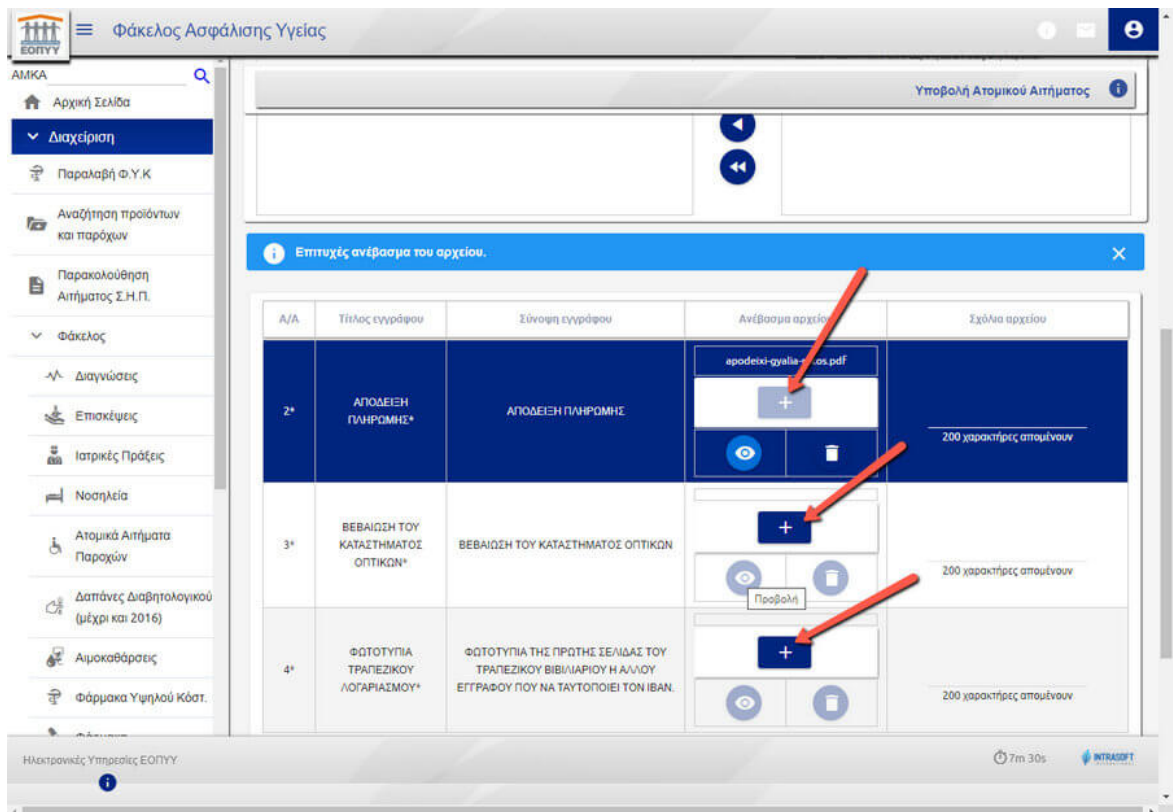 ΕΟΠΥΥ
Φάκελος Ασφάλισης Υγείας
ΑΜΚΑ
Αρχική Σελίδα
Διαχείριση
Παραλαβή Φ.Υ.Κ
Αναζήτηση προϊόντων
και παρόχων
Παρακολούθηση
Αιτήματος Σ.Η.Π.
Φάκελος
Διαγνώσεις
Επισκέψεις
Ιατρικές Πράξεις
Νοσηλεία
Ατομικά Αιτήματα
Παροχών
Δαπάνες Διαβητολογικού
(μέχρι και 2016)
Αιμοκαθάρσεις
Φάρμακα Υψηλού Κόστ.
Υποβολή Ατομικού Αιτήματος
Επιτυχές ανέβασμα του αρχείου.
Α/Α Τίτλος εγγράφου Σύνοψη εγγράφου Ανέβασμα αρχείου Σχόλια αρχείου
2* ΑΠΟΔΕΙΞΗ
ΠΛΗΡΩΜΗΣ*
ΑΠΟΔΕΙΞΗ ΠΛΗΡΩΜΗΣ
200 χαρακτήρες απομένουν
3* ΒΕΒΑΙΩΣΗ ΤΟΥ
ΚΑΤΑΣΤΗΜΑΤΟΣ
ΟΠΤΙΚΩΝ*
ΒΕΒΑΙΩΣΗ ΤΟΥ ΚΑΤΑΣΤΗΜΑΤΟΣ ΟΠΤΙΚΩΝ
Προβολή
200 χαρακτήρες απομένουν
4* ΦΩΤΟΤΥΠΙΑ
ΤΡΑΠΕΖΙΚΟΥ
ΛΟΓΑΡΙΑΣΜΟΥ*
ΦΩΤΟΤΥΠΙΑ ΤΗΣ ΠΡΩΤΗΣ ΣΕΛΙΔΑΣ ΤΟΥ
ΤΡΑΠΕΖΙΚΟΥ ΒΙΒΛΙΑΡΙΟΥ Η ΑΛΛΟΥ
ΕΓΓΡΑΦΟΥ ΠΟΥ ΝΑ ΤΑΥΤΟΠΟΙΕΙ ΤΟΝ ΙΒΑΝ.
200 χαρακτήρες απομένουν
Ηλεκτρονικές Υπηρεσίες ΕΟΠΥΥ
7m 30s
INTRASOFT